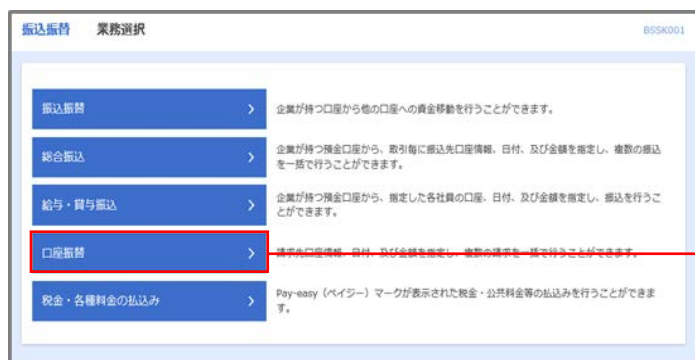 振込振替 業務選択 BSSK001
振込振替 企業が持つ口座から他の口座への資金移動を行うことができます。
総合振込 企業が持つ預金口座から、取引毎に振込先口座情報、日付、及び金額を指定し、複数の振込
を一括で行うことができます。
給与・賞与振込 企業が持つ預金口座から、指定した各社員の口座、日付、及び金額を指定し、振込を行うこ
とができます。
口座振替 請求先口座情報、日付、及び金額を指定し、複数の請求を一括で行うことができます。
税金・各種料金の払込み Pay-easy（ペイジー）マークが表示された税金・公共料金等の払込みを行うことができま
す。